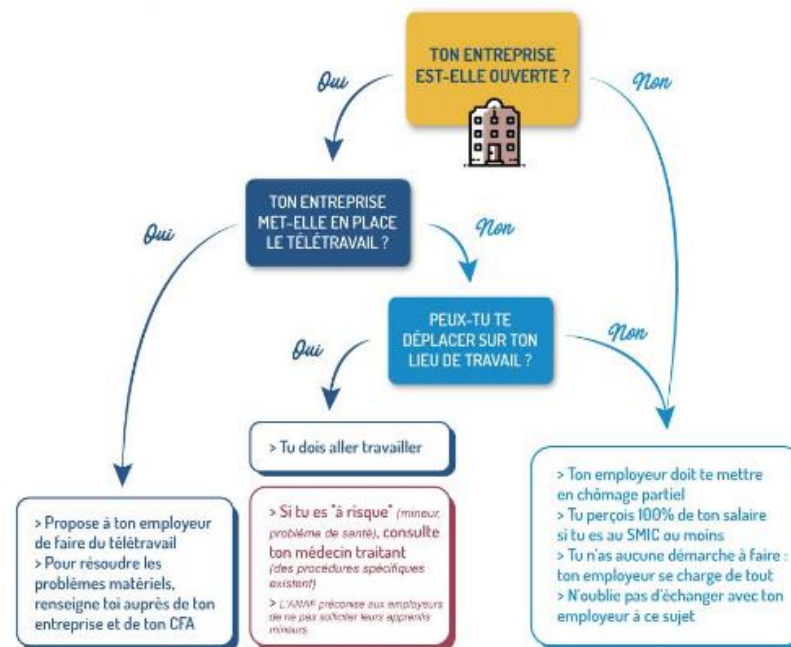 TON ENTREPRISE
EST-ELLE OUVERTE ?
Oui
Non
TON ENTREPRISE
MET-ELLE EN PLACE
LE TÉLÉTRAVAIL ?
Oui
Non
PEUX-TU TE
DÉPLACER SUR TON
LIEU DE TRAVAIL ?
Oui
Non
> Tu dois aller travailler
> Propose à ton employeur
de faire du télétravail
> Pour résoudre les
problèmes matériels,
renseigne toi auprès de ton
entreprise et de ton CFA
> Si tu es "à risque" (mineur,
problème de santé), consulte
ton médecin traitant
(des procédures spécifiques
existent)
> L'ANAF préconise aux employeurs
de ne pas solliciter leurs apprentis
mineurs
> Ton employeur doit te mettre
en chômage partiel
> Tu perçois 100% de ton salaire
si tu es au SMIC ou moins
> Tu n'as aucune démarche à faire :
ton employeur se charge de tout
> N'oublie pas d'échanger avec ton
employeur à ce sujet